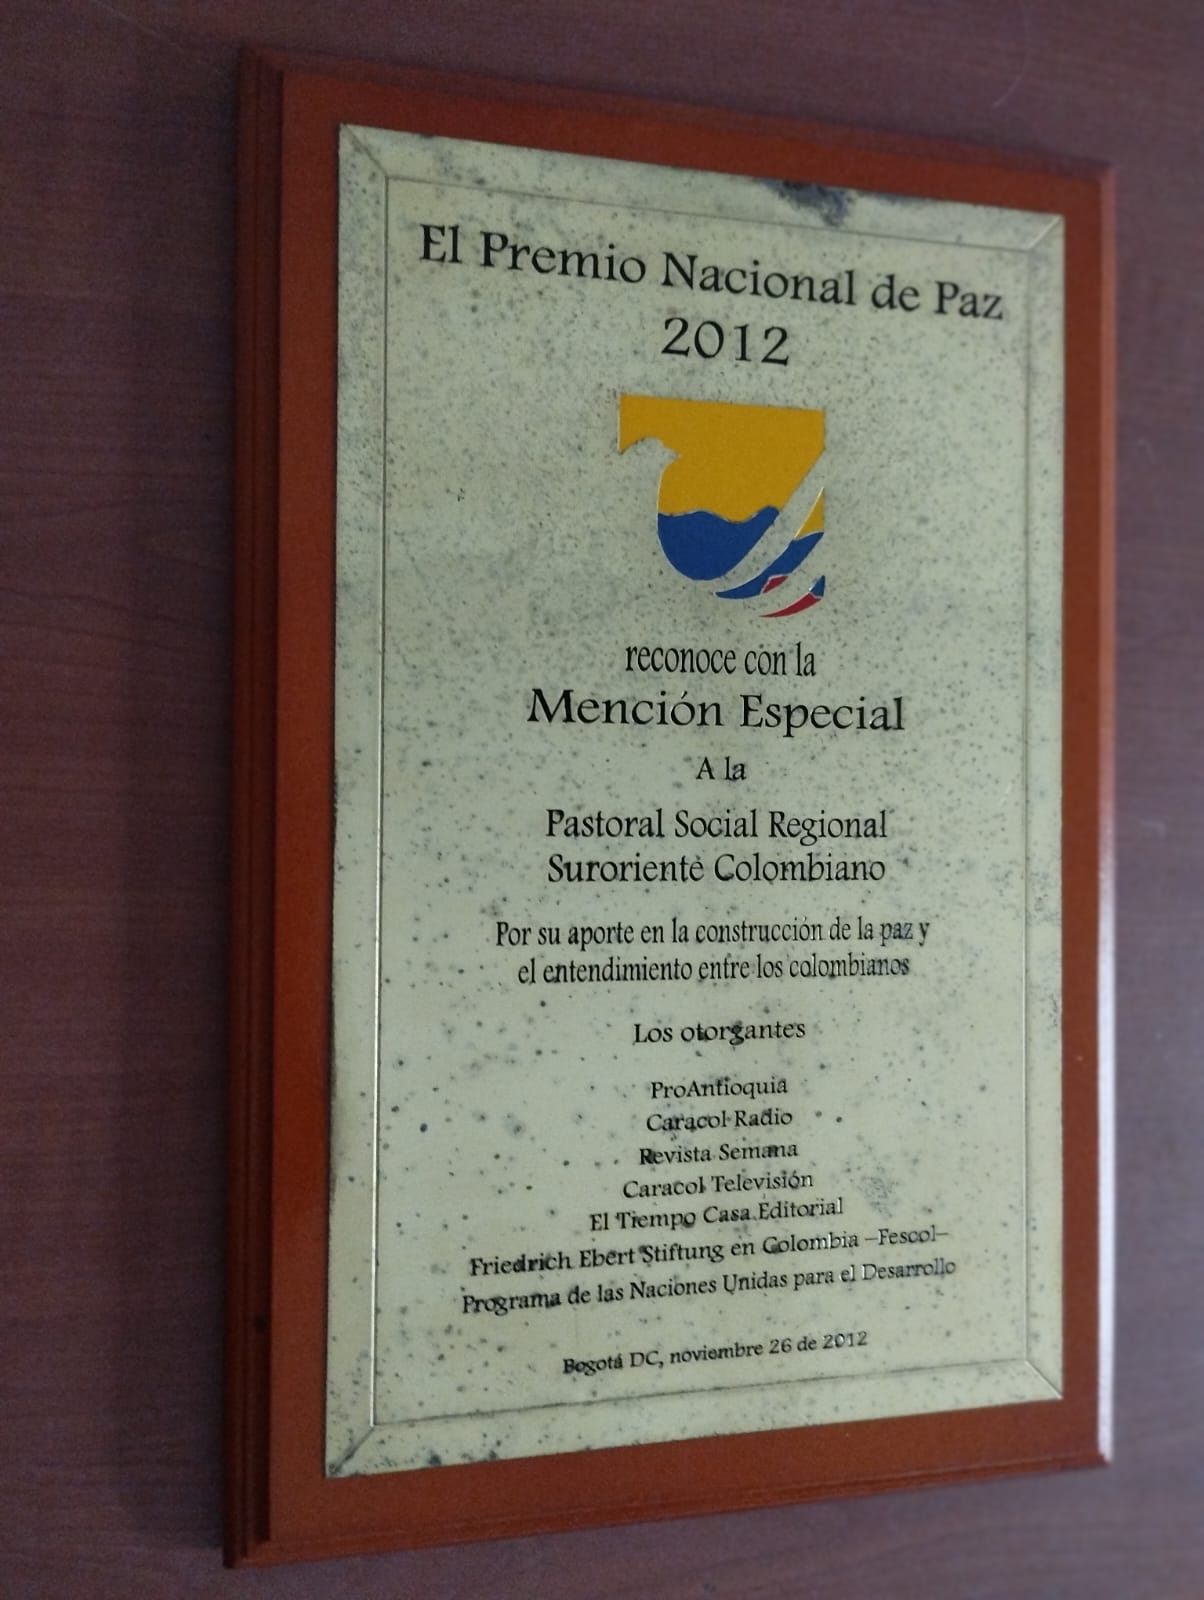 El Premio Nacional de Paz
2012
reconoce con la
Mención Especial
A la
Pastoral Social Regional
Suroriente Colombiano
Por su aporte en la construcción de la paz y
el entendimiento entre los colombianos
Los otorgantes
ProAntioquia
Caracol Radio
Revista Semana
Caracol Televisión
El Tiempo Casa Editorial
Friedrich Ebert Stiftung en Colombia –Fescol–
Programa de las Naciones Unidas para el Desarrollo
Bogotá DC, noviembre 26 de 2012